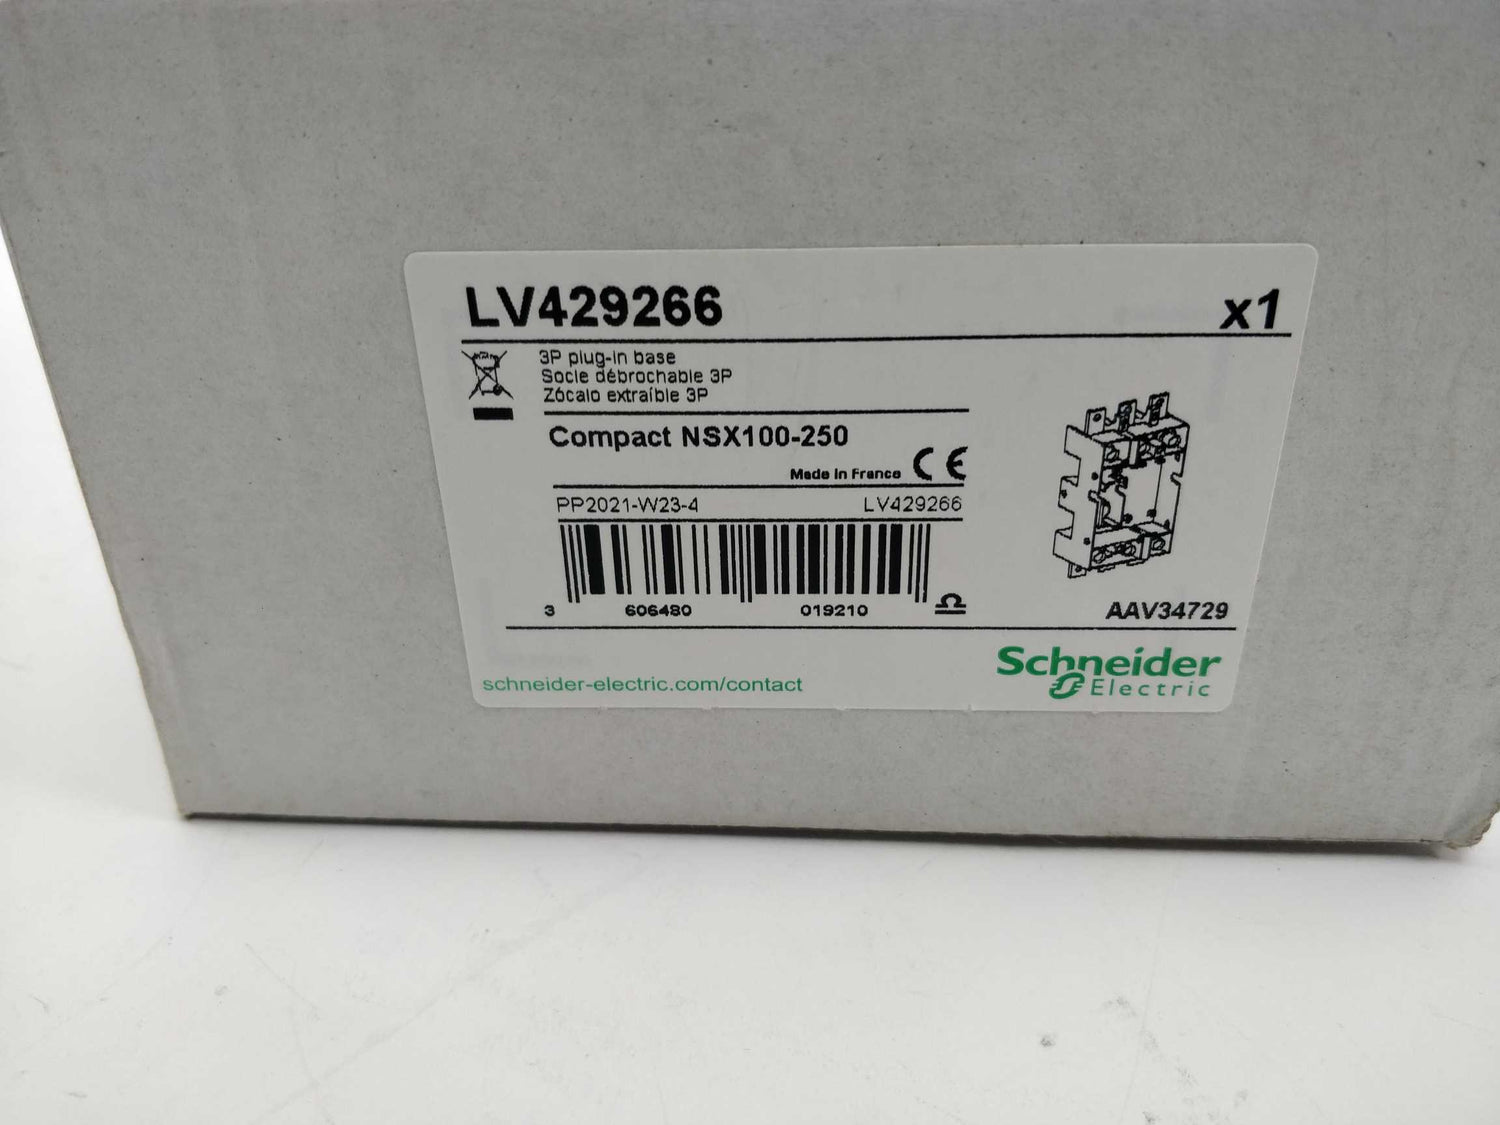 LV429266 x1
3P plug-in base
Socle débrochable 3P
Zócalo extraíble 3P
Compact NSX100-250
Made in France CE
PP2021-W23-4 LV429266
3 606480 019210
AAV34729
schneider-electric.com/contact
Schneider
Electric